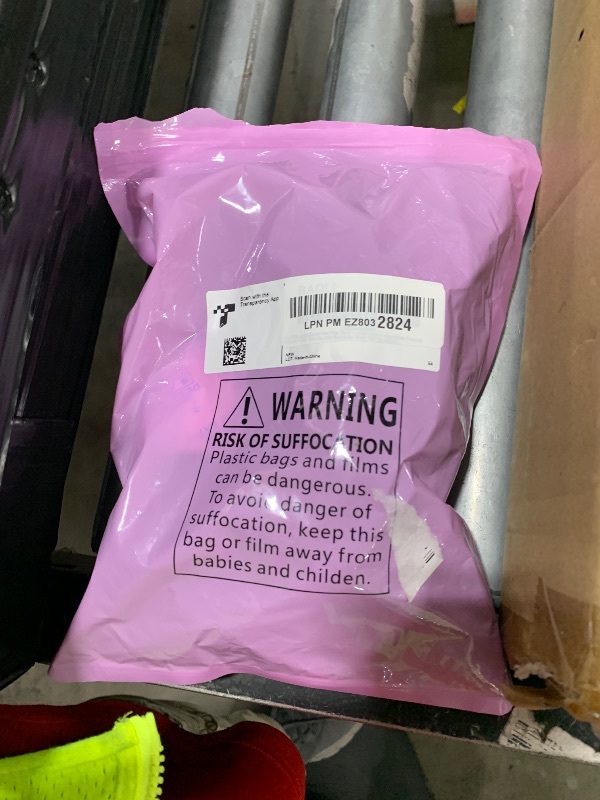 Scan with the
Transparency App
LPN PM EZ803 2824
WARNING
RISK OF SUFFOCATION
Plastic bags and films
can be dangerous.
To avoid danger of
suffocation, keep this
bag or film away from
babies and childen.